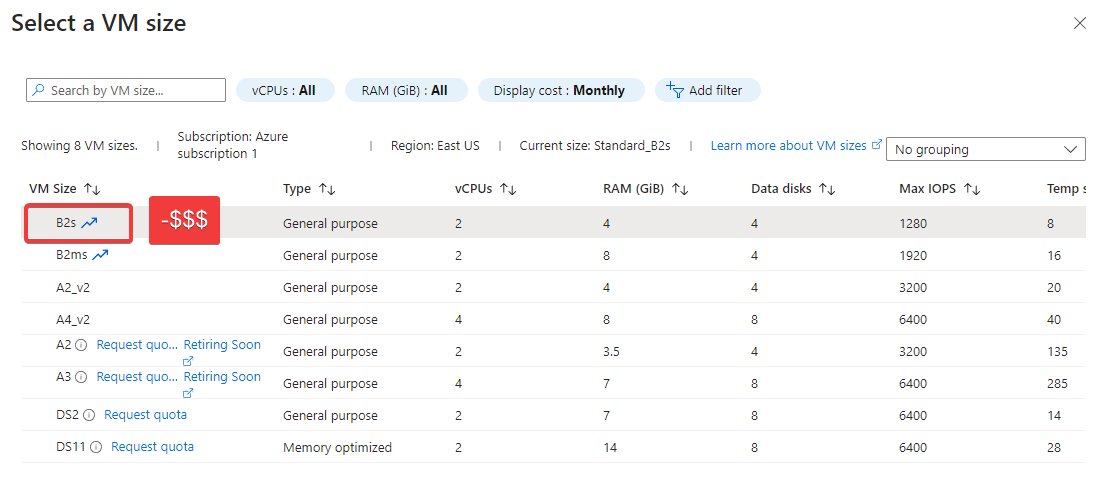 Select a VM size
Search by VM size... vCPUs : All RAM (GiB) : All Display cost : Monthly Add filter
Showing 8 VM sizes. | Subscription: Azure subscription 1 | Region: East US | Current size: Standard_B2s | Learn more about VM sizes No grouping
VM Size Type vCPUs RAM (GiB) Data disks Max IOPS Temp s
B2s -$$$ General purpose 2 4 4 1280 8
B2ms General purpose 2 8 4 1920 16
A2_v2 General purpose 2 4 4 3200 20
A4_v2 General purpose 4 8 8 6400 40
A2 Request quo... Retiring Soon General purpose 2 3.5 4 3200 135
A3 Request quo... Retiring Soon General purpose 4 7 8 6400 285
DS2 Request quota General purpose 2 7 8 6400 14
DS11 Request quota Memory optimized 2 14 8 6400 28